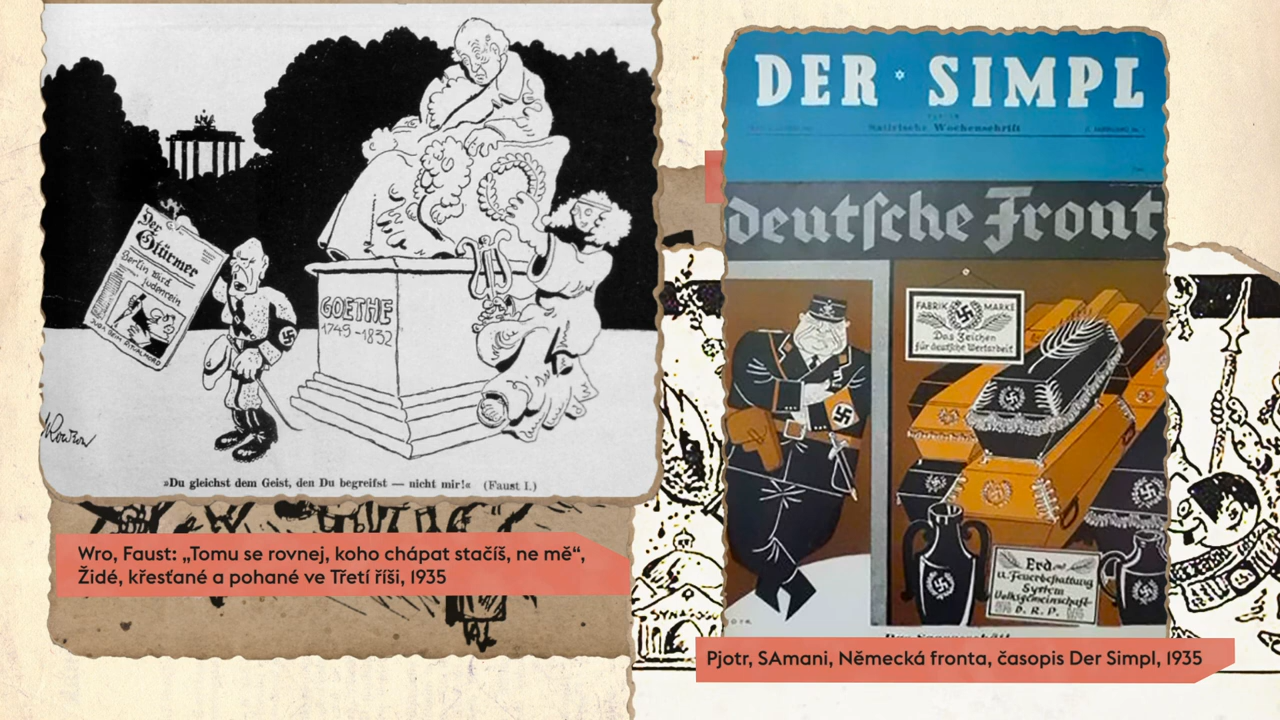 Der
Stürmer
Berlin wird
judenrein
GOETHE
1749-1832
»Du gleichst dem Geist, den Du begreifst — nicht mir!« (Faust I.)
Wro, Faust: „Tomu se rovnej, koho chápat stačíš, ne mě“,
Židé, křesťané a pohané ve Třetí říši, 1935
DER SIMPL
Satirische Wochenschrift
deutsche Front
FABRIK MARKE
Das Zeichen
für deutsche Wertarbeit
Erd und
u. Feuerbestattung
System
Volksgemeinschaft
D. R. P.
SYNAGOG
Pjotr, SAmani, Německá fronta, časopis Der Simpl, 1935